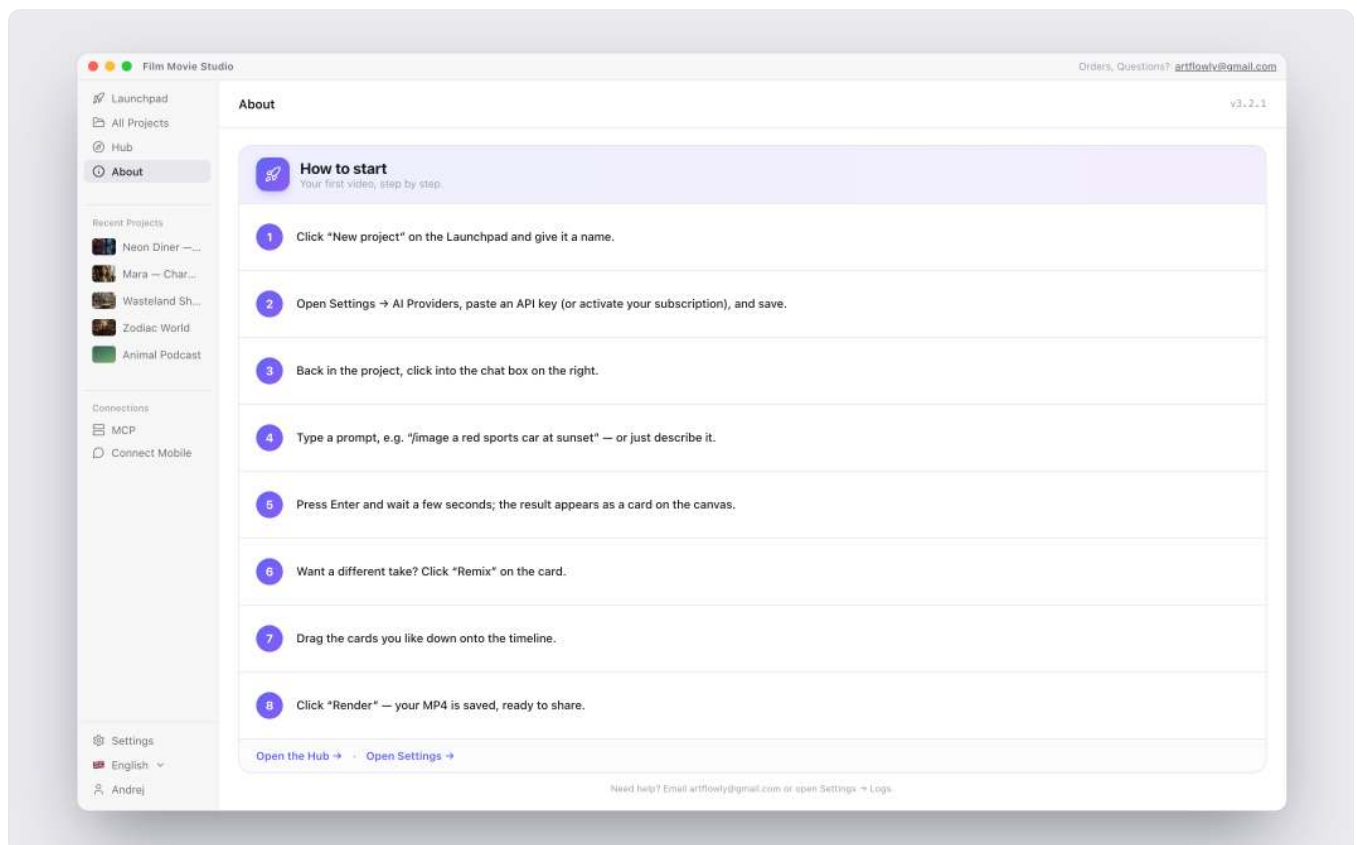 Film Movie Studio
Orders, Questions? artflowly@gmail.com
Launchpad
All Projects
Hub
About
Recent Projects
Neon Diner —...
Mara — Char...
Wasteland Sh...
Zodiac World
Animal Podcast
Connections
MCP
Connect Mobile
Settings
English
Andrej
About
v3.2.1
How to start
Your first video, step by step.
1 Click “New project” on the Launchpad and give it a name.
2 Open Settings → AI Providers, paste an API key (or activate your subscription), and save.
3 Back in the project, click into the chat box on the right.
4 Type a prompt, e.g. “/image a red sports car at sunset” — or just describe it.
5 Press Enter and wait a few seconds; the result appears as a card on the canvas.
6 Want a different take? Click “Remix” on the card.
7 Drag the cards you like down onto the timeline.
8 Click “Render” — your MP4 is saved, ready to share.
Open the Hub → · Open Settings →
Need help? Email artflowly@gmail.com or open Settings → Logs.